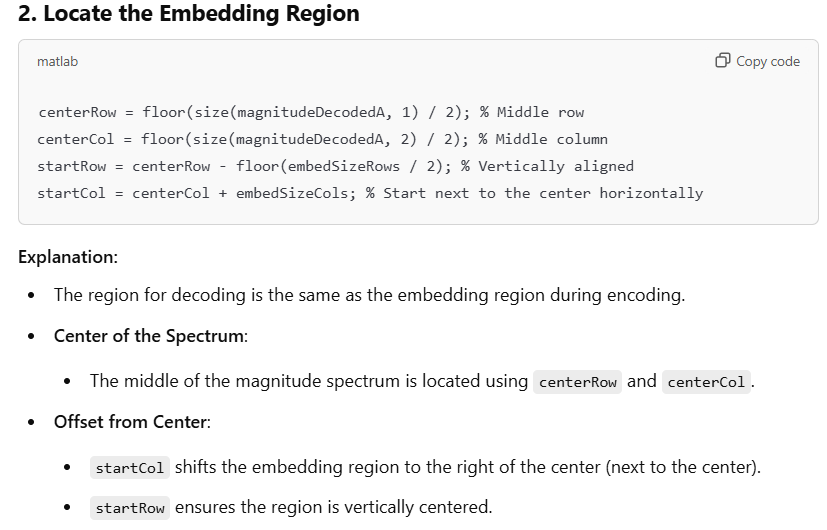 2. Locate the Embedding Region
matlab
Copy code
centerRow = floor(size(magnitudeDecodedA, 1) / 2); % Middle row
centerCol = floor(size(magnitudeDecodedA, 2) / 2); % Middle column
startRow = centerRow - floor(embedSizeRows / 2); % Vertically aligned
startCol = centerCol + embedSizeCols; % Start next to the center horizontally
Explanation:
• The region for decoding is the same as the embedding region during encoding.
• Center of the Spectrum:
• The middle of the magnitude spectrum is located using centerRow and centerCol.
• Offset from Center:
• startCol shifts the embedding region to the right of the center (next to the center).
• startRow ensures the region is vertically centered.